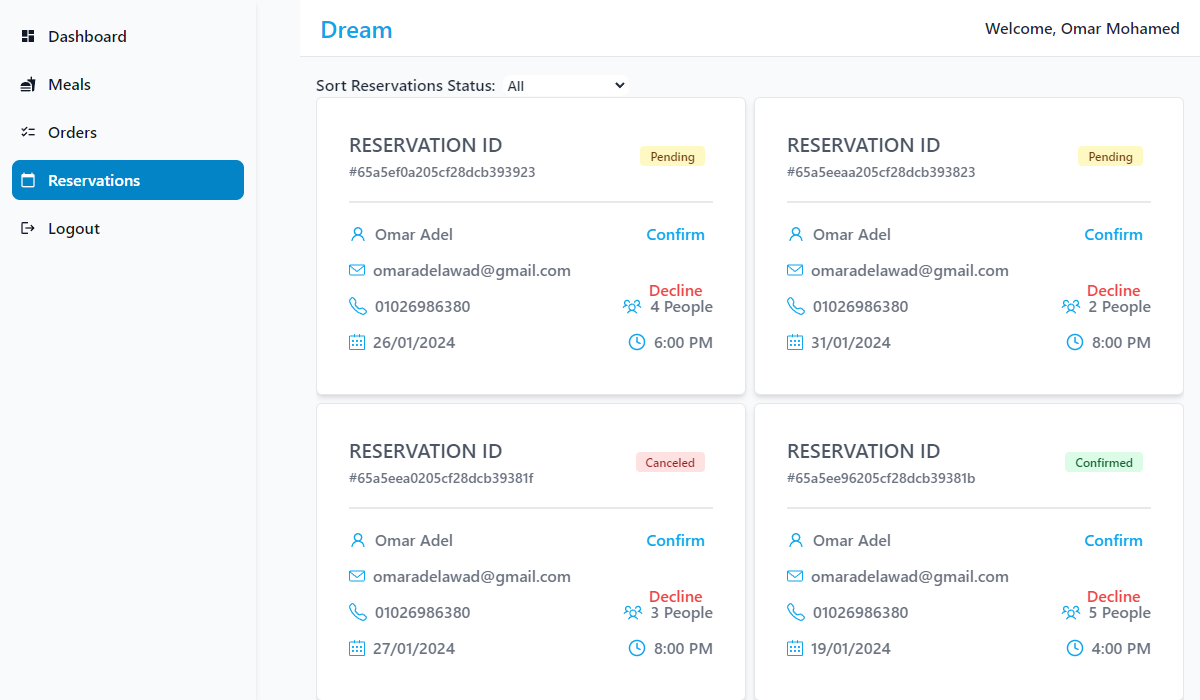 Dashboard
Meals
Orders
Reservations
Logout
Dream
Welcome, Omar Mohamed
Sort Reservations Status: All
RESERVATION ID
#65a5ef0a205cf28dcb393923
Pending
Omar Adel
Confirm
omaradelawad@gmail.com
Decline
01026986380
4 People
26/01/2024
6:00 PM
RESERVATION ID
#65a5eeaa205cf28dcb393823
Pending
Omar Adel
Confirm
omaradelawad@gmail.com
Decline
01026986380
2 People
31/01/2024
8:00 PM
RESERVATION ID
#65a5eea0205cf28dcb39381f
Canceled
Omar Adel
Confirm
omaradelawad@gmail.com
Decline
01026986380
3 People
27/01/2024
8:00 PM
RESERVATION ID
#65a5ee96205cf28dcb39381b
Confirmed
Omar Adel
Confirm
omaradelawad@gmail.com
Decline
01026986380
5 People
19/01/2024
4:00 PM